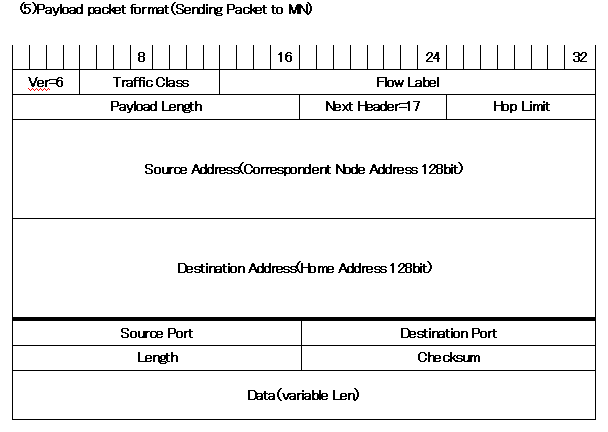 (5)Payload packet format(Sending Packet to MN)
8 16 24 32
Ver=6 Traffic Class Flow Label
Payload Length Next Header=17 Hop Limit
Source Address(Correspondent Node Address 128bit)
Destination Address(Home Address 128bit)
Source Port Destination Port
Length Checksum
Data(variable Len)